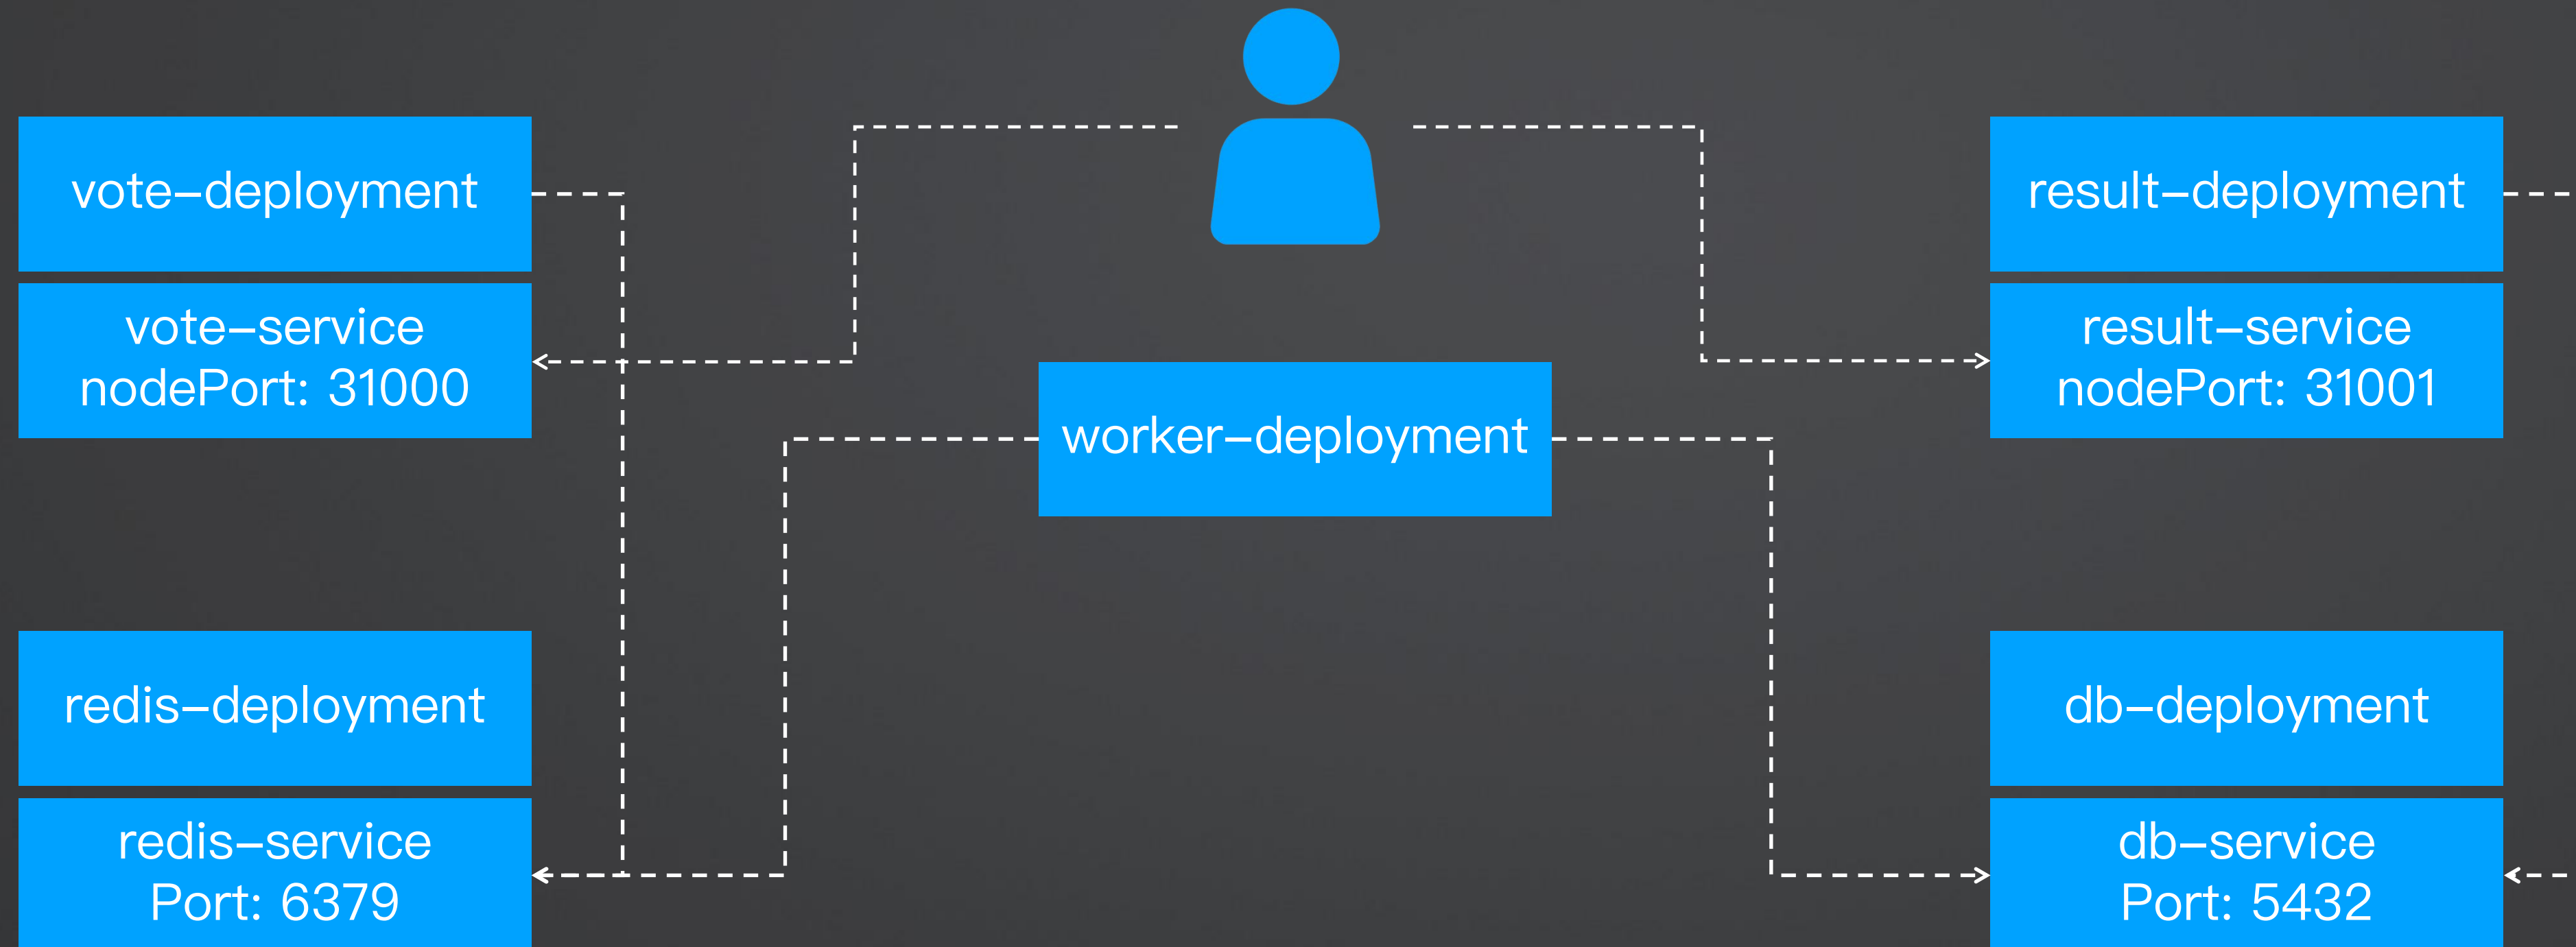 vote-deployment
vote-service
nodePort: 31000
result-deployment
result-service
nodePort: 31001
worker-deployment
redis-deployment
redis-service
Port: 6379
db-deployment
db-service
Port: 5432